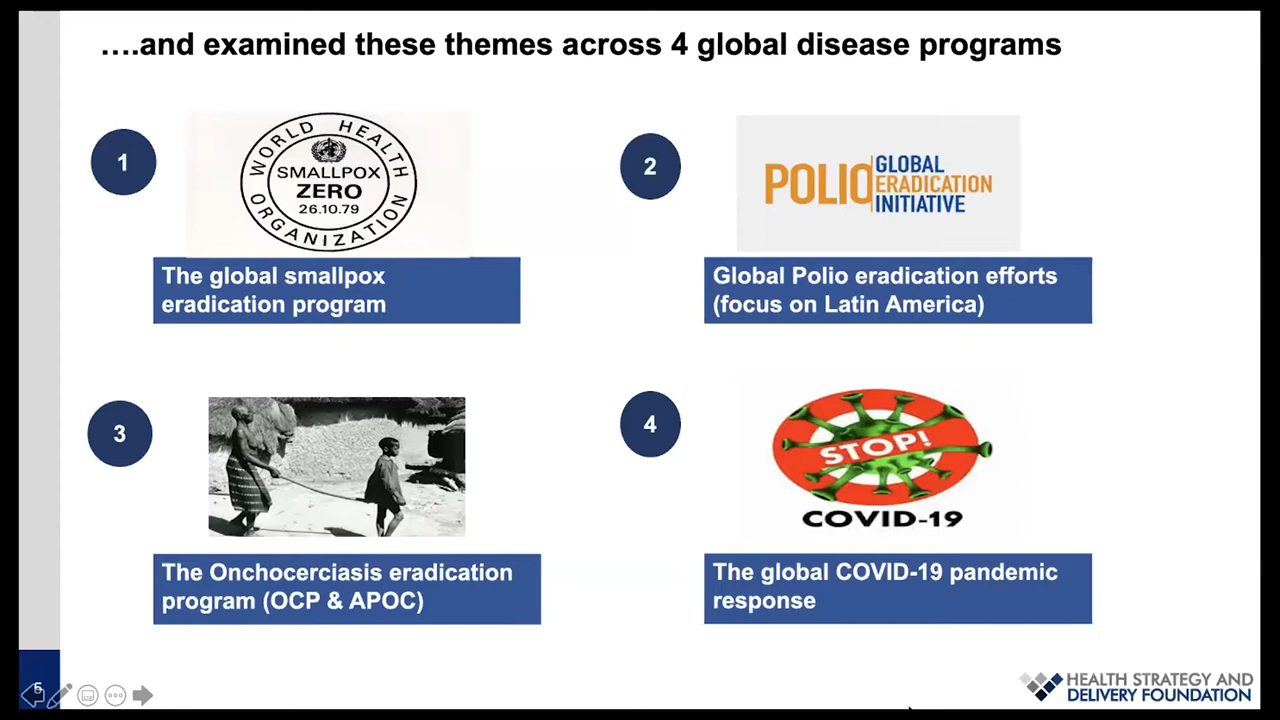 ….and examined these themes across 4 global disease programs
1
WORLD HEALTH
SMALLPOX
ZERO
26.10.79
ORGANIZATION
The global smallpox
eradication program
2
POLIO
GLOBAL
ERADICATION
INITIATIVE
Global Polio eradication efforts
(focus on Latin America)
3
The Onchocerciasis eradication
program (OCP & APOC)
4
STOP!
COVID-19
The global COVID-19 pandemic
response
5
HEALTH STRATEGY AND
DELIVERY FOUNDATION